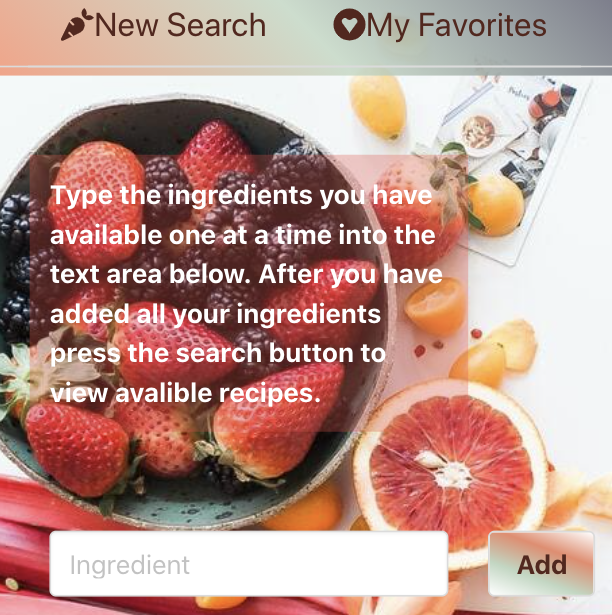 New Search My Favorites
Type the ingredients you have
available one at a time into the
text area below. After you have
added all your ingredients
press the search button to
view avalible recipes.
Ingredient Add